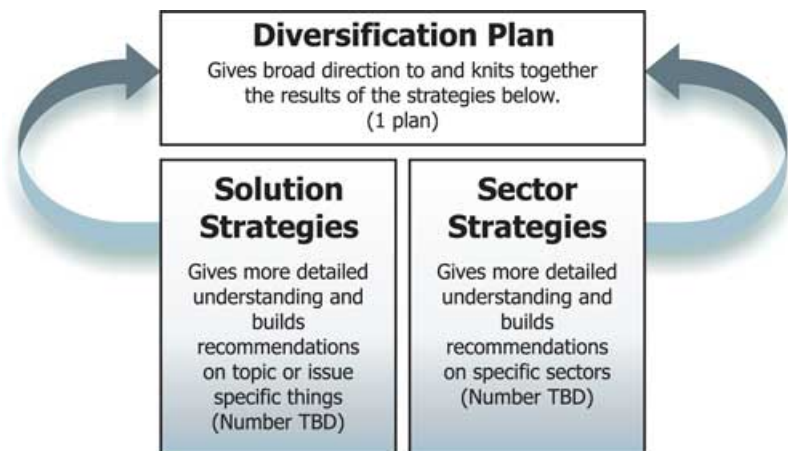 Diversification Plan
Gives broad direction to and knits together
the results of the strategies below.
(1 plan)
Solution
Strategies
Gives more detailed
understanding and
builds
recommendations
on topic or issue
specific things
(Number TBD)
Sector
Strategies
Gives more detailed
understanding and
builds
recommendations
on specific sectors
(Number TBD)